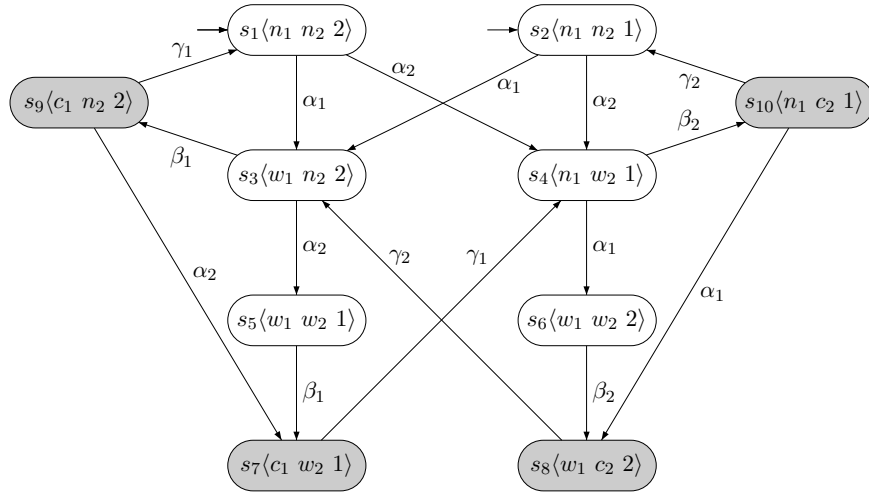 s₁⟨n₁ n₂ 2⟩ s₂⟨n₁ n₂ 1⟩
γ₁ α₂ α₁ γ₂
s₉⟨c₁ n₂ 2⟩ α₁ α₂ s₁₀⟨n₁ c₂ 1⟩
β₁ β₂
s₃⟨w₁ n₂ 2⟩ s₄⟨n₁ w₂ 1⟩
α₂ α₂ γ₂ γ₁ α₁ α₁
s₅⟨w₁ w₂ 1⟩ s₆⟨w₁ w₂ 2⟩
β₁ β₂
s₇⟨c₁ w₂ 1⟩ s₈⟨w₁ c₂ 2⟩